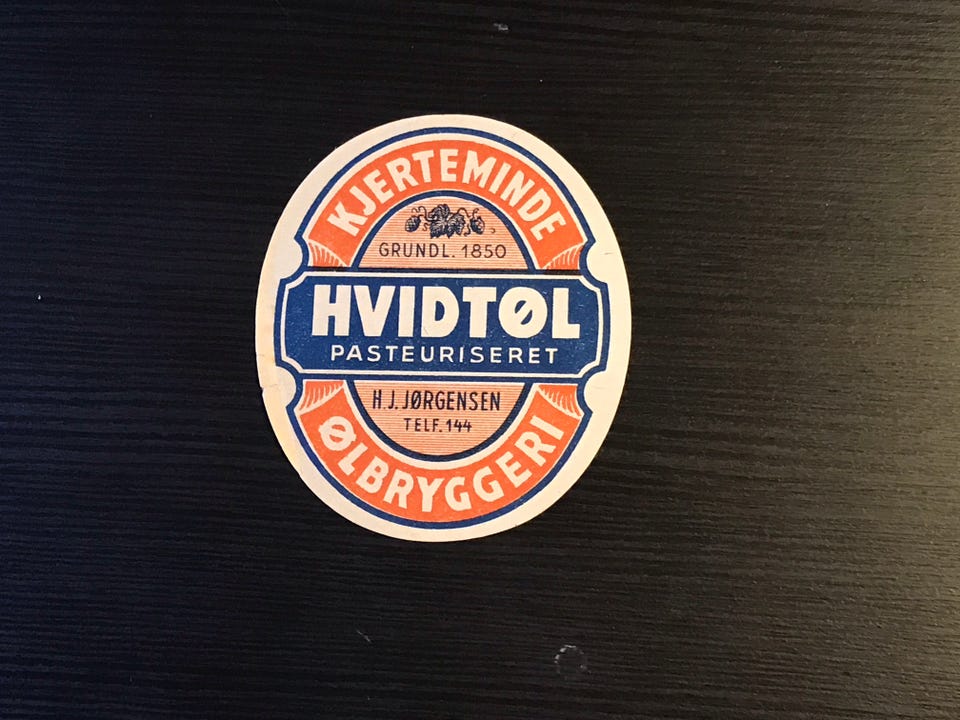 KJERTEMINDE
GRUNDL. 1850
HVIDTØL
PASTEURISERET
H.J. JØRGENSEN
TELF. 144
ØLBRYGGERI